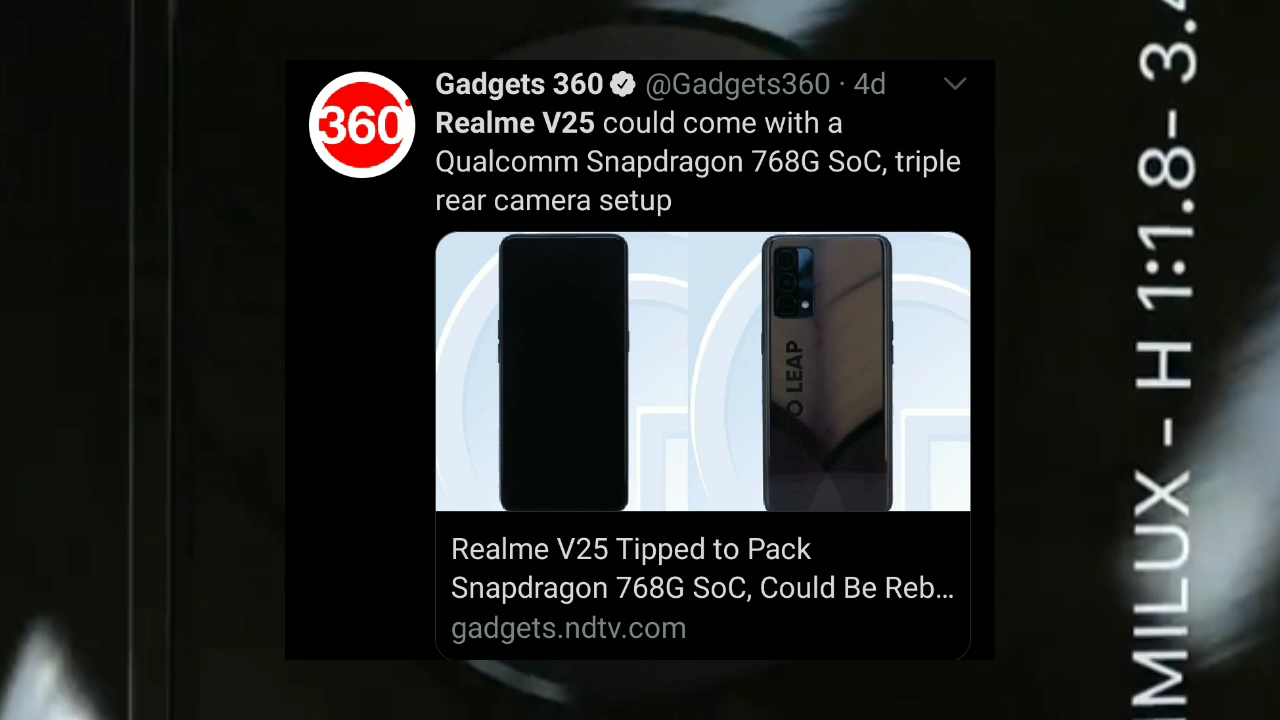 360
Gadgets 360 @Gadgets360 · 4d
Realme V25 could come with a
Qualcomm Snapdragon 768G SoC, triple
rear camera setup
O LEAP
Realme V25 Tipped to Pack
Snapdragon 768G SoC, Could Be Reb...
gadgets.ndtv.com
MILUX - H 1:1.8- 3.